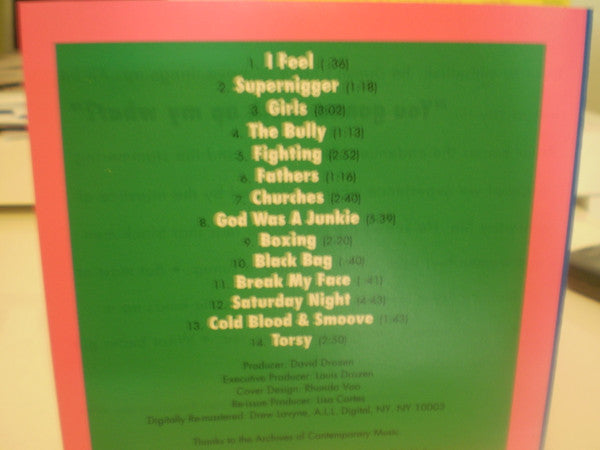 1. I Feel (:36)
2. Supernigger (1:18)
3. Girls (3:02)
4. The Bully (1:13)
5. Fighting (2:52)
6. Fathers (1:16)
7. Churches (2:40)
8. God Was A Junkie (5:39)
9. Boxing (2:20)
10. Black Bag (:40)
11. Break My Face (:41)
12. Saturday Night (4:43)
13. Cold Blood & Smoove (1:43)
14. Torsy (2:50)
Producer: David Drozen
Executive Producer: Louis Drozen
Cover Design: Rhonda Voo
Re-issue Producer: Lisa Cortes
Digitally Re-mastered: Drew Lavyne, A.L.L. Digital, NY, NY 10003
Thanks to the Archives of Contemporary Music.